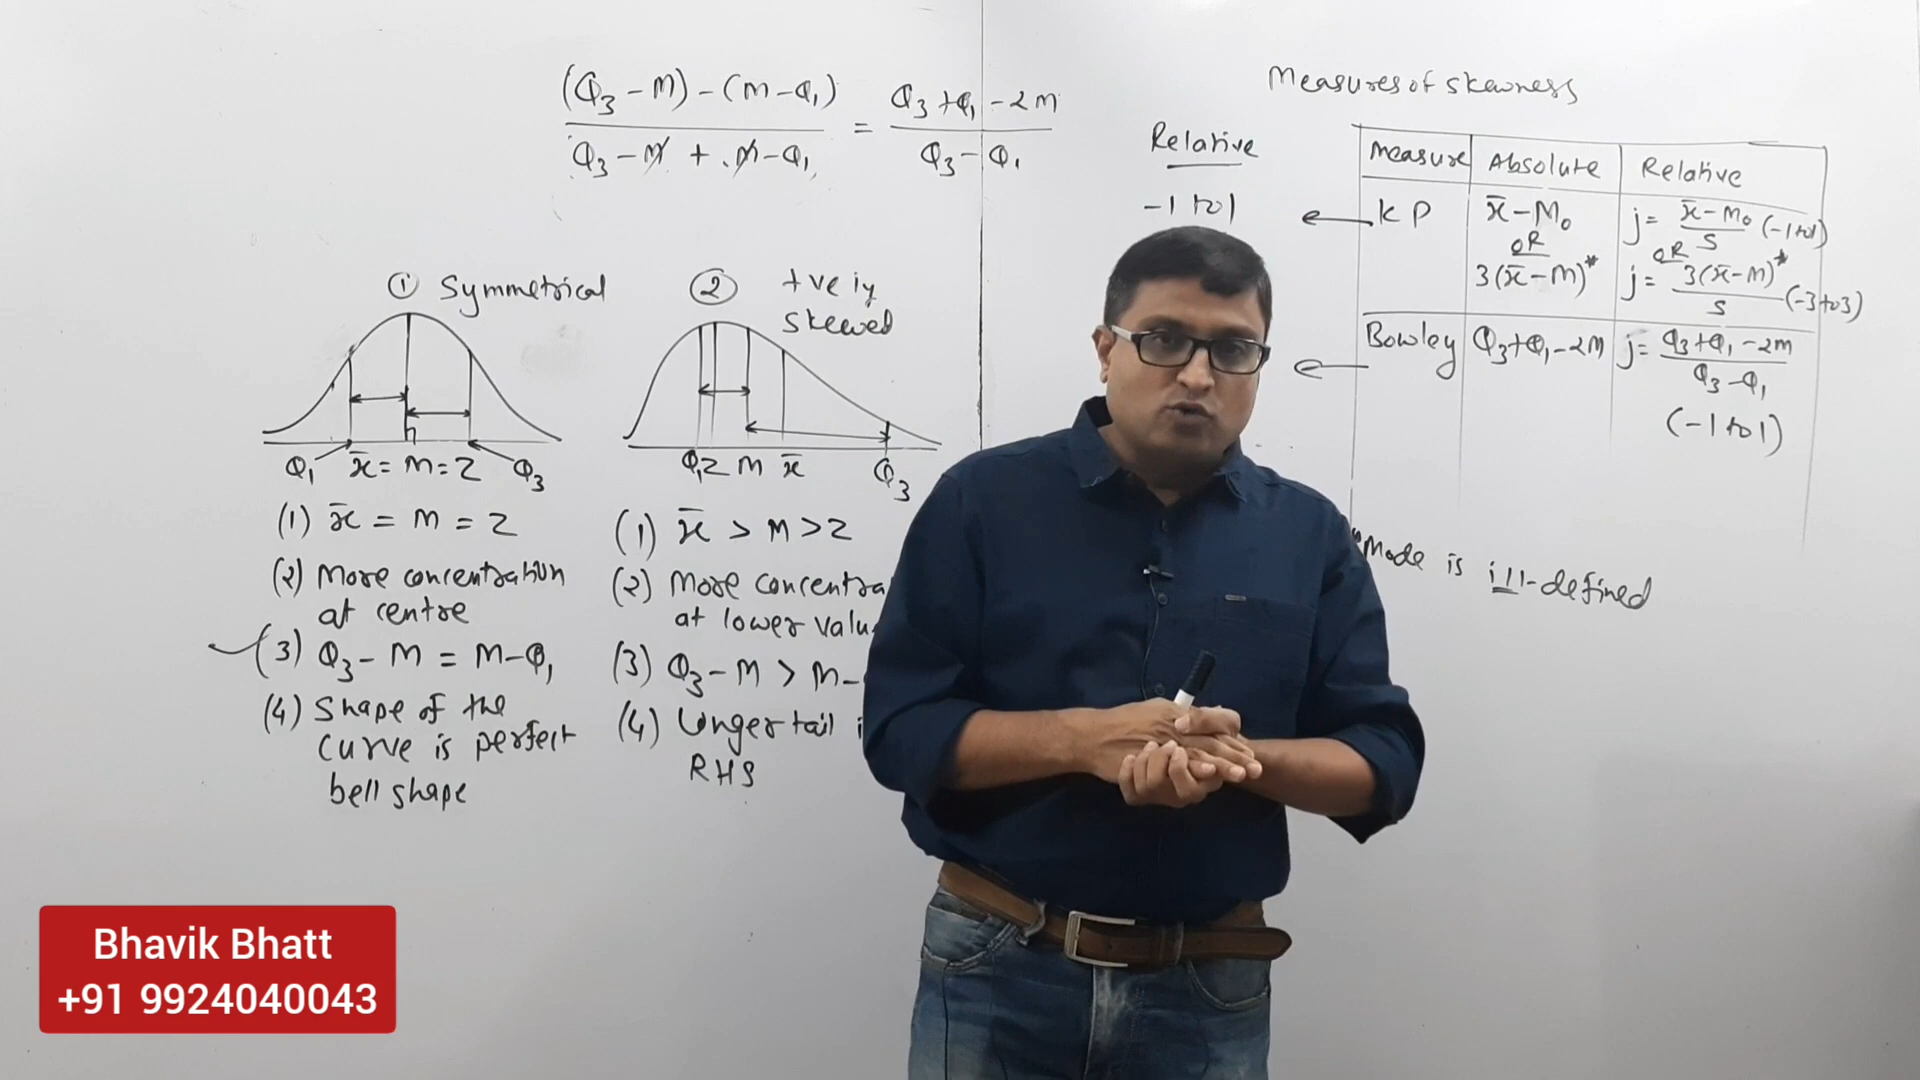 (Q₃ - M) - (M - Q₁) / Q₃ - M + M - Q₁ = Q₃ + Q₁ - 2M / Q₃ - Q₁
① Symmetrical
Q₁ x̄ = M = Z Q₃
(1) x̄ = M = Z
(2) More concentration
at centre
(3) Q₃ - M = M - Q₁
(4) Shape of the
curve is perfect
bell shape
② +vely
skewed
Q₁ Z M x̄ Q₃
(1) x̄ > M > Z
(2) More concentra
at lower valu
(3) Q₃ - M > M -
(4) Longer tail i
RHS
Measures of skewness
Relative
-1 to 1
Measure Absolute Relative
KP x̄ - M₀ j = x̄ - M₀ / S (-1 to 1)
OR OR
3(x̄ - M)* j = 3(x̄ - M)* / S (-3 to 3)
Bowley Q₃ + Q₁ - 2M j = Q₃ + Q₁ - 2M / Q₃ - Q₁
(-1 to 1)
*Mode is ill-defined
Bhavik Bhatt
+91 9924040043